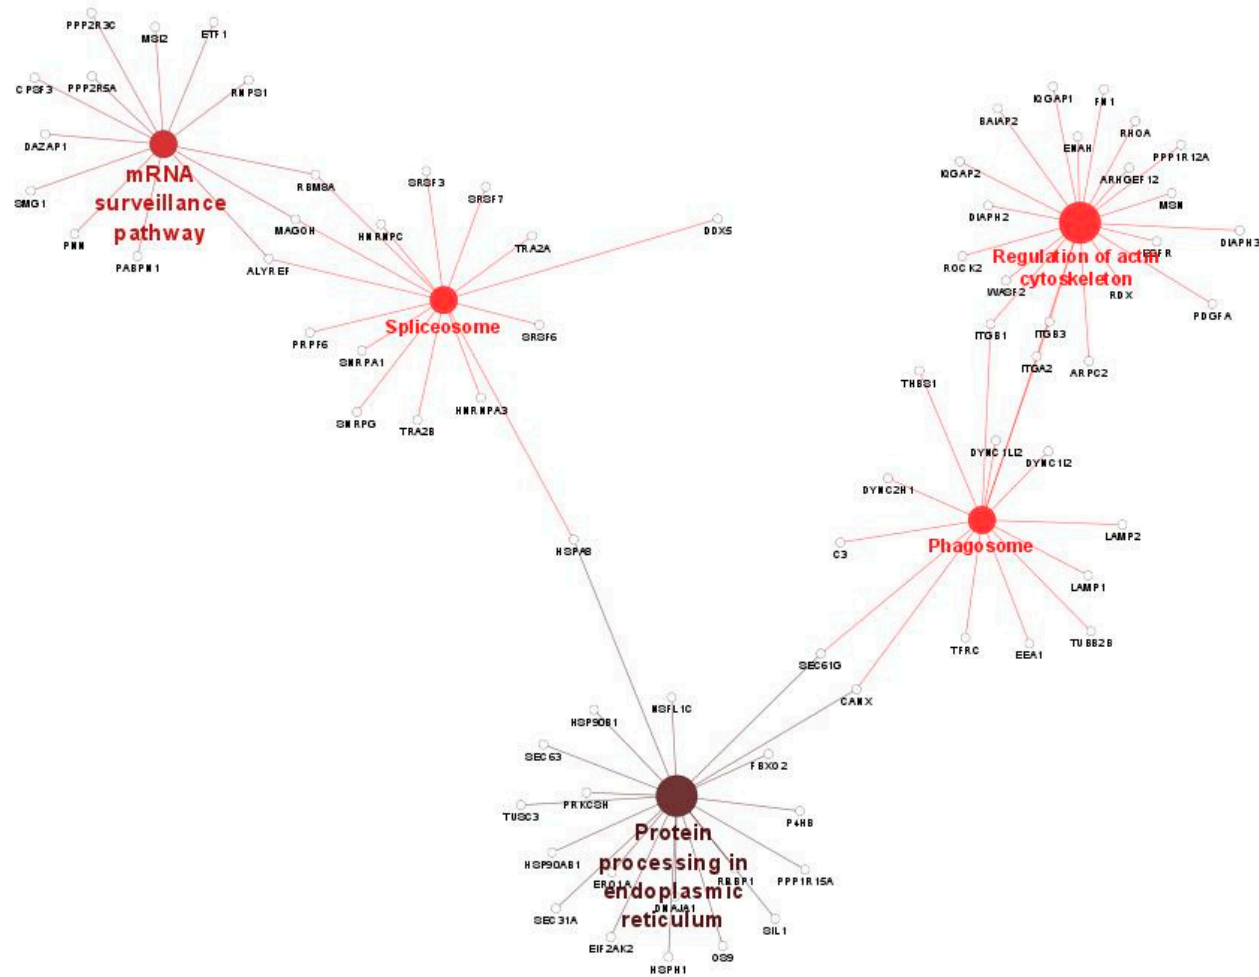 PPP2R3C
MSI2
ETF1
CPSF3
PPP2R5A
RNPS1
DAZAP1
mRNA
surveillance
pathway
SMG1
PNN
PABPN1
RBM8A
MAGOH
ALYREF
SRSF3
SRSF7
HNRNPC
TRA2A
DDX5
Spliceosome
PRPF6
SNRPA1
SRSF6
SNRPG
TRA2B
HNRNPA3
HSPA8
IQGAP1
FN1
BAIAP2
RHOA
ENAH
PPP1R12A
IQGAP2
ARHGEF12
MSN
DIAPH2
DIAPH3
EGFR
Regulation of actin
cytoskeleton
ROCK2
WASF2
RDX
PDGFA
ITGB1
ITGB3
ITGA2
ARPC2
THBS1
DYNC1LI2
DYNC1I2
DYNC2H1
Phagosome
C3
LAMP2
LAMP1
TUBB2B
TFRC
EEA1
SEC61G
CANX
NSFL1C
HSP90B1
SEC63
FBXO2
PRKCSH
TUSC3
P4HB
Protein
processing in
endoplasmic
reticulum
HSP90AB1
ERO1A
RRBP1
PPP1R15A
SEC31A
DNAJA1
SIL1
EIF2AK2
OS9
HSPH1